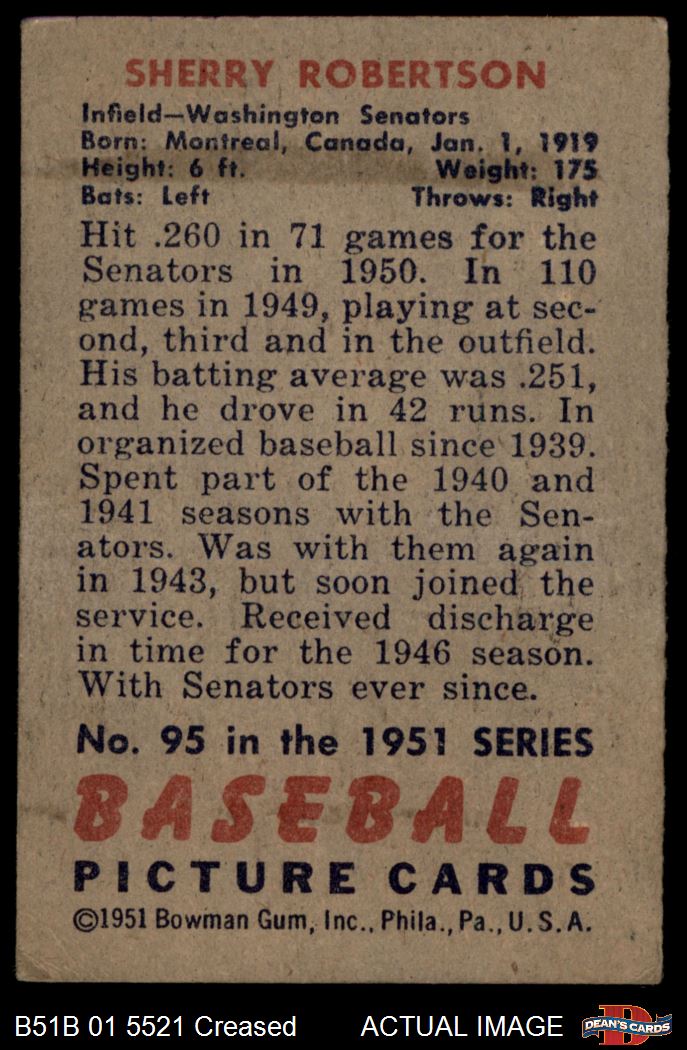 SHERRY ROBERTSON
Infield—Washington Senators
Born: Montreal, Canada, Jan. 1, 1919
Height: 6 ft. Weight: 175
Bats: Left Throws: Right
Hit .260 in 71 games for the
Senators in 1950. In 110
games in 1949, playing at sec-
ond, third and in the outfield.
His batting average was .251,
and he drove in 42 runs. In
organized baseball since 1939.
Spent part of the 1940 and
1941 seasons with the Sen-
ators. Was with them again
in 1943, but soon joined the
service. Received discharge
in time for the 1946 season.
With Senators ever since.
No. 95 in the 1951 SERIES
BASEBALL
PICTURE CARDS
©1951 Bowman Gum, Inc., Phila., Pa., U. S. A.
B51B 01 5521 Creased ACTUAL IMAGE
D
DEAN'S CARDS